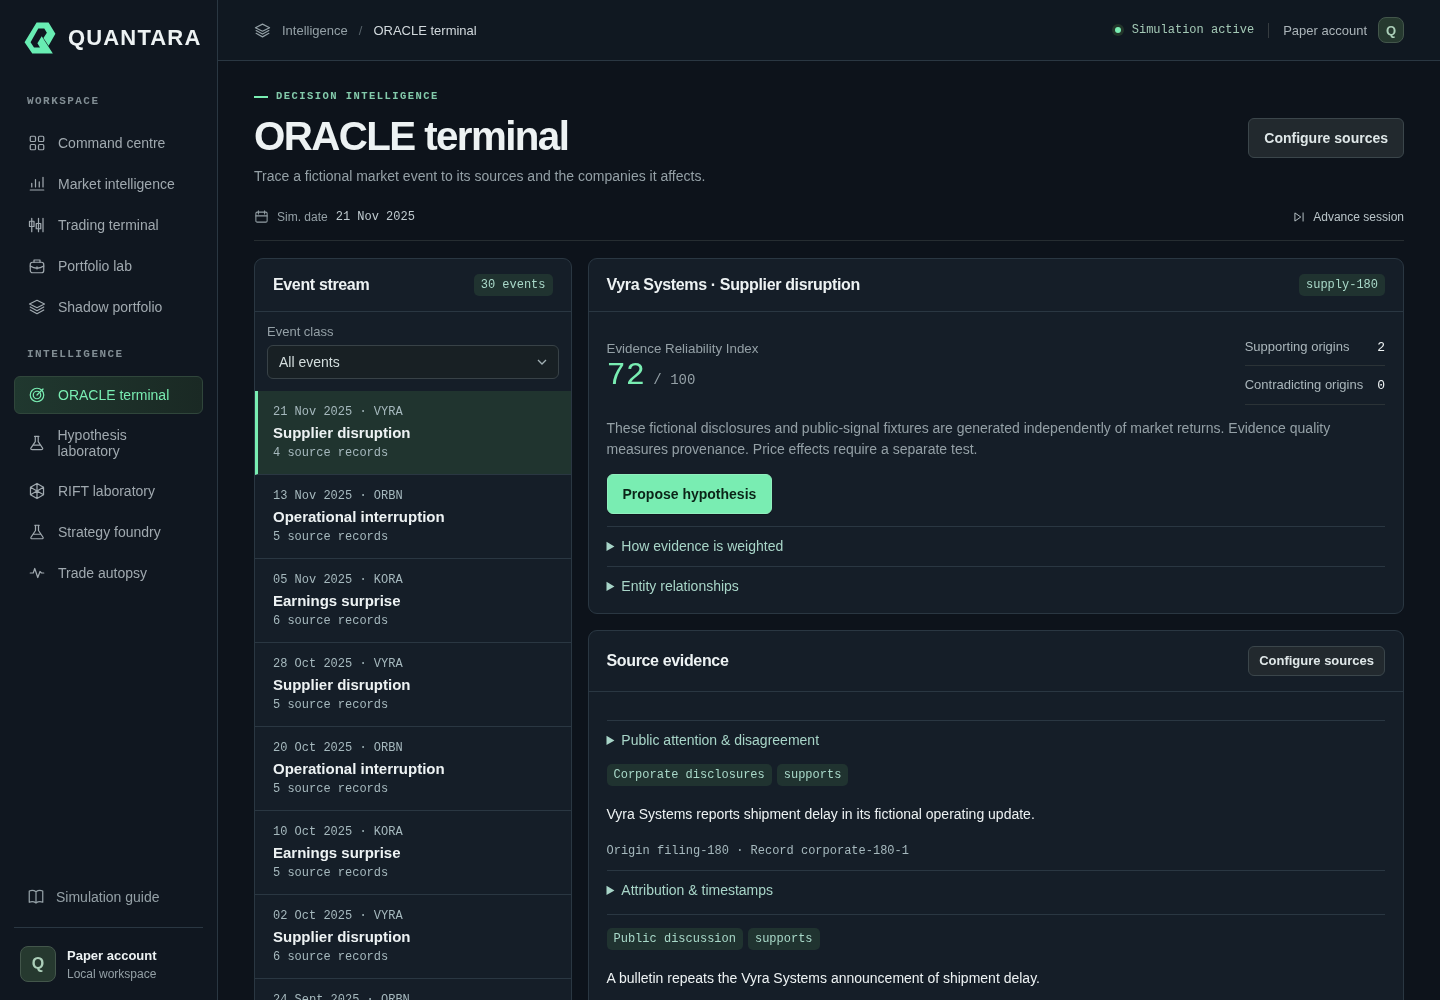 QUANTARA
WORKSPACE
Command centre
Market intelligence
Trading terminal
Portfolio lab
Shadow portfolio
INTELLIGENCE
ORACLE terminal
Hypothesis
laboratory
RIFT laboratory
Strategy foundry
Trade autopsy
Simulation guide
Q
Paper account
Local workspace
Intelligence / ORACLE terminal
Simulation active
Paper account
Q
DECISION INTELLIGENCE
ORACLE terminal
Configure sources
Trace a fictional market event to its sources and the companies it affects.
Sim. date 21 Nov 2025
Advance session
Event stream
30 events
Event class
All events
21 Nov 2025 · VYRA
Supplier disruption
4 source records
13 Nov 2025 · ORBN
Operational interruption
5 source records
05 Nov 2025 · KORA
Earnings surprise
6 source records
28 Oct 2025 · VYRA
Supplier disruption
5 source records
20 Oct 2025 · ORBN
Operational interruption
5 source records
10 Oct 2025 · KORA
Earnings surprise
5 source records
02 Oct 2025 · VYRA
Supplier disruption
6 source records
24 Sept 2025 · ORBN
Vyra Systems · Supplier disruption
supply-180
Evidence Reliability Index
72 / 100
Supporting origins 2
Contradicting origins 0
These fictional disclosures and public-signal fixtures are generated independently of market returns. Evidence quality
measures provenance. Price effects require a separate test.
Propose hypothesis
How evidence is weighted
Entity relationships
Source evidence
Configure sources
Public attention & disagreement
Corporate disclosures supports
Vyra Systems reports shipment delay in its fictional operating update.
Origin filing-180 · Record corporate-180-1
Attribution & timestamps
Public discussion supports
A bulletin repeats the Vyra Systems announcement of shipment delay.